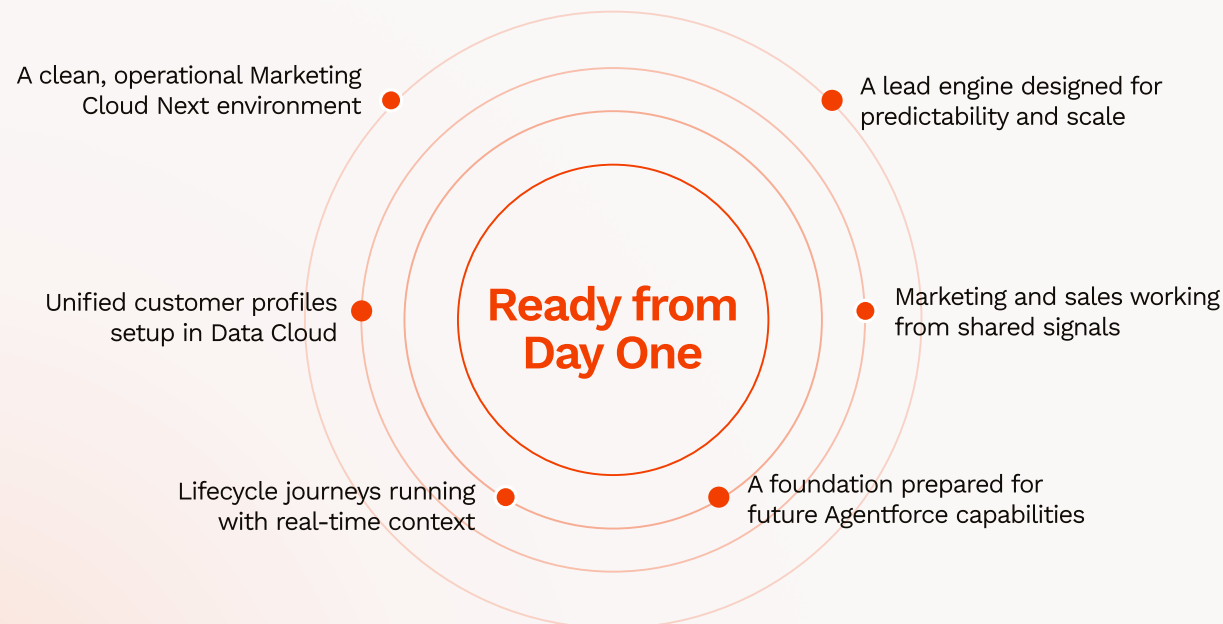 A clean, operational Marketing
Cloud Next environment
A lead engine designed for
predictability and scale
Unified customer profiles
setup in Data Cloud
Ready from
Day One
Marketing and sales working
from shared signals
Lifecycle journeys running
with real-time context
A foundation prepared for
future Agentforce capabilities